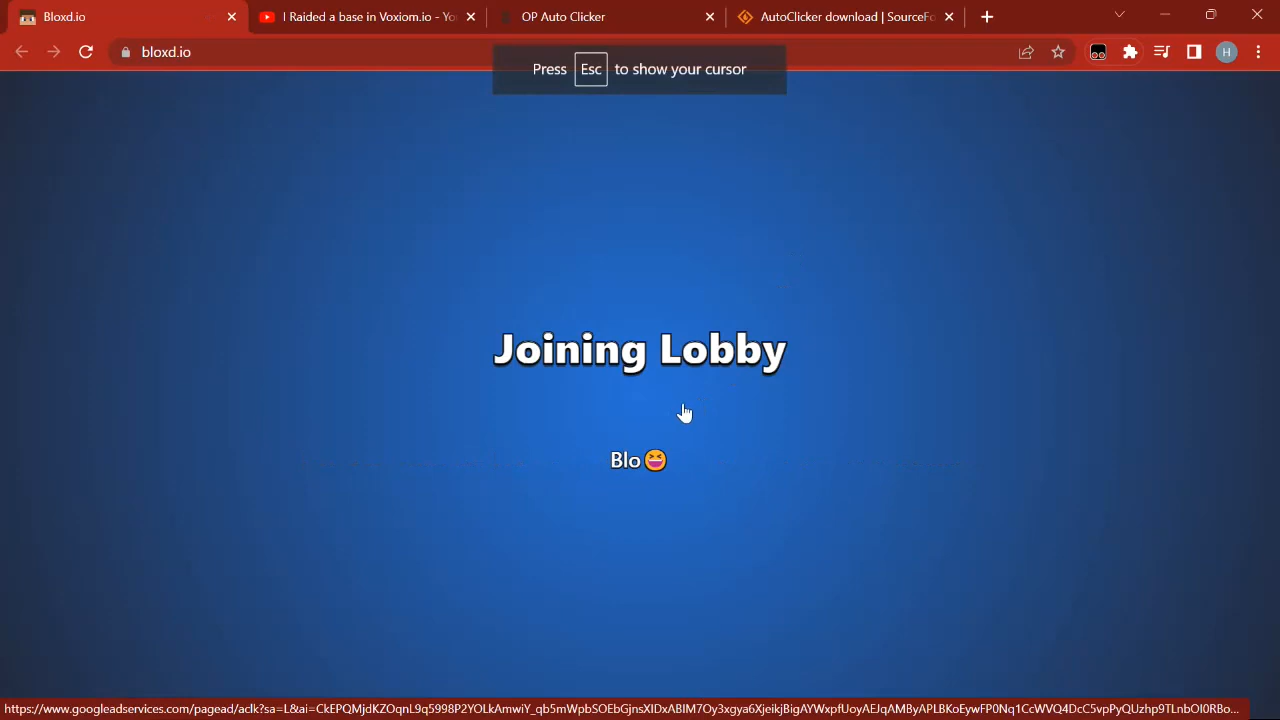 Bloxd.io
I Raided a base in Voxiom.io - Yo
OP Auto Clicker
AutoClicker download | SourceFo
bloxd.io
H
Press Esc to show your cursor
Joining Lobby
Blo😆
https://www.googleadservices.com/pagead/aclk?sa=L&ai=CkEPQMjdKZOqnL9q5998P2YOLkAmwiY_qb5mWpbSOEbGjnsXIDxABIM7Oy3xgya6XjeikjBigAYWxpfUoyAEJqAMByAPLBKoEywFP0Nq1CcWVQ4DcC5vpPyQUzhp9TLnbOI0RBo...